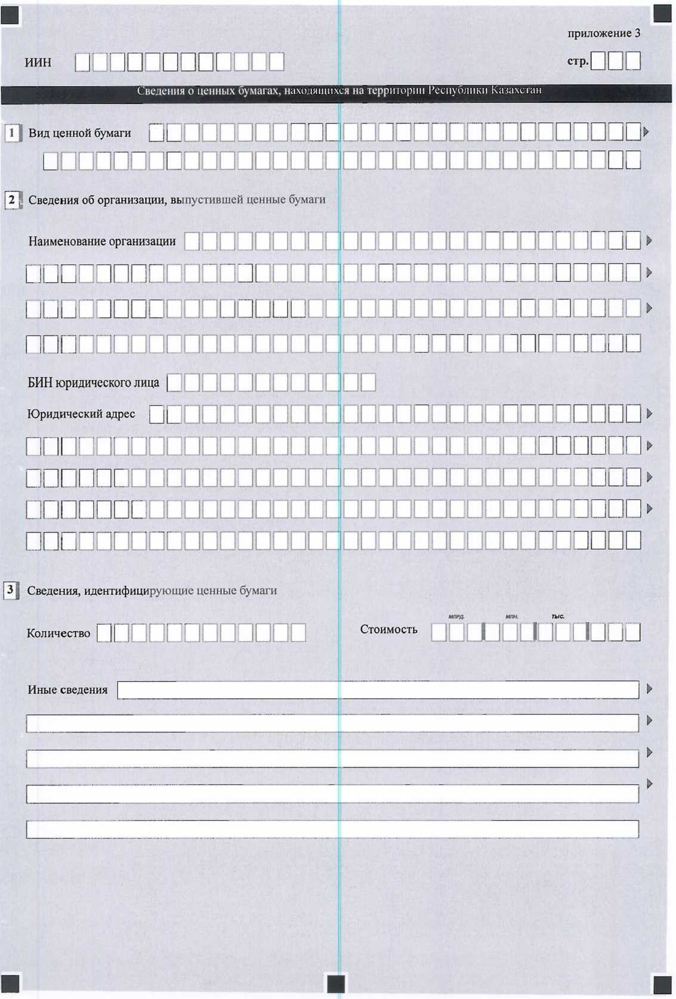 приложение 3
ИИН стр.
Сведения о ценных бумагах, находящихся на территории Республики Казахстан
1 Вид ценной бумаги
2 Сведения об организации, выпустившей ценные бумаги
Наименование организации
БИН юридического лица
Юридический адрес
3 Сведения, идентифицирующие ценные бумаги
млрд. млн. тыс.
Количество Стоимость
Иные сведения